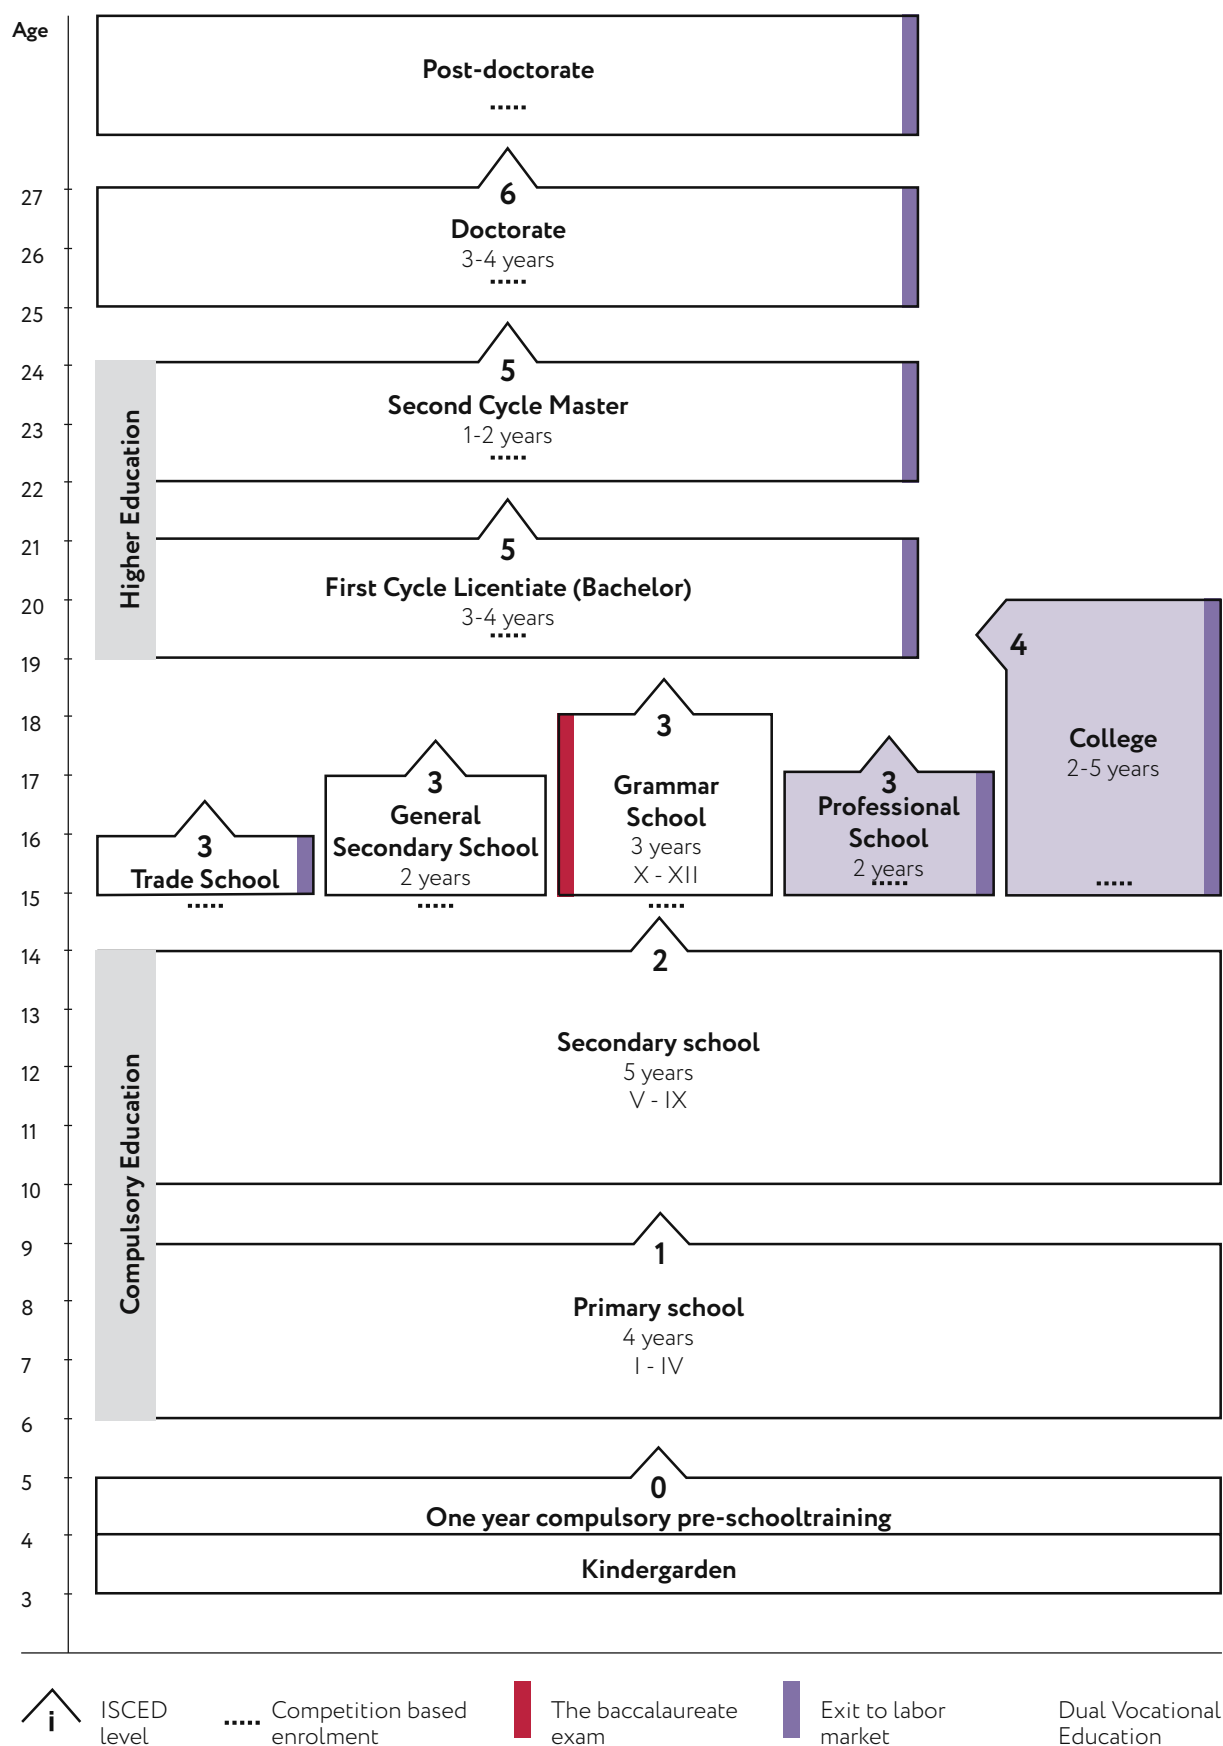 Age
Post-doctorate
27
6
Doctorate
26
3-4 years
25
24
5
Second Cycle Master
23
1-2 years
22
Higher Education
21
5
First Cycle Licentiate (Bachelor)
20
3-4 years
19
4
18
3
College
2-5 years
17
3
General
Secondary School
2 years
Grammar
School
3 years
X - XII
3
Professional
School
2 years
16
3
Trade School
15
14
2
13
Secondary school
12
5 years
V - IX
11
Compulsory Education
10
9
1
8
Primary school
4 years
7
I - IV
6
5
0
One year compulsory pre-schooltraining
4
Kindergarden
3
i
ISCED
level
Competition based
enrolment
The baccalaureate
exam
Exit to labor
market
Dual Vocational
Education